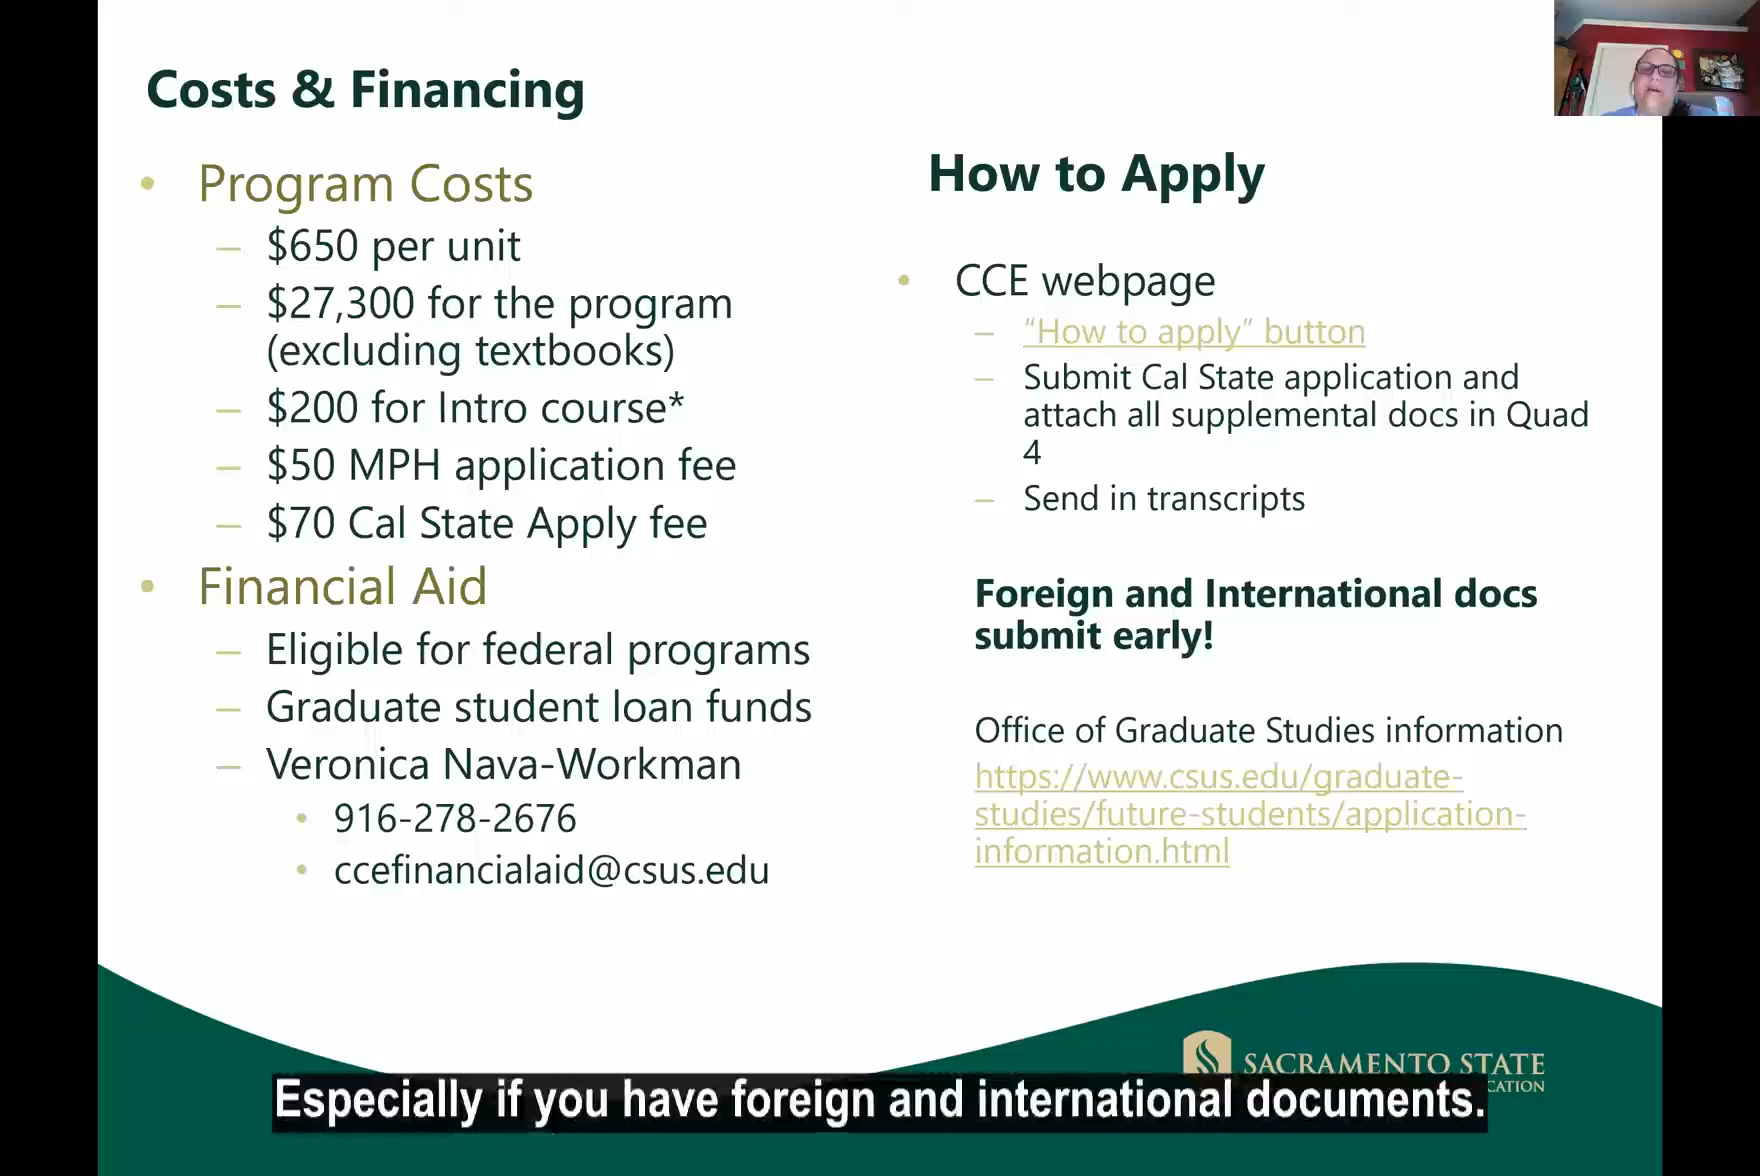 Costs & Financing
• Program Costs
– $650 per unit
– $27,300 for the program
(excluding textbooks)
– $200 for Intro course*
– $50 MPH application fee
– $70 Cal State Apply fee
• Financial Aid
– Eligible for federal programs
– Graduate student loan funds
– Veronica Nava-Workman
• 916-278-2676
• ccefinancialaid@csus.edu
How to Apply
• CCE webpage
– “How to apply” button
– Submit Cal State application and
attach all supplemental docs in Quad
4
– Send in transcripts
Foreign and International docs
submit early!
Office of Graduate Studies information
https://www.csus.edu/graduate-
studies/future-students/application-
information.html
SACRAMENTO STATE
Especially if you have foreign and international documents.